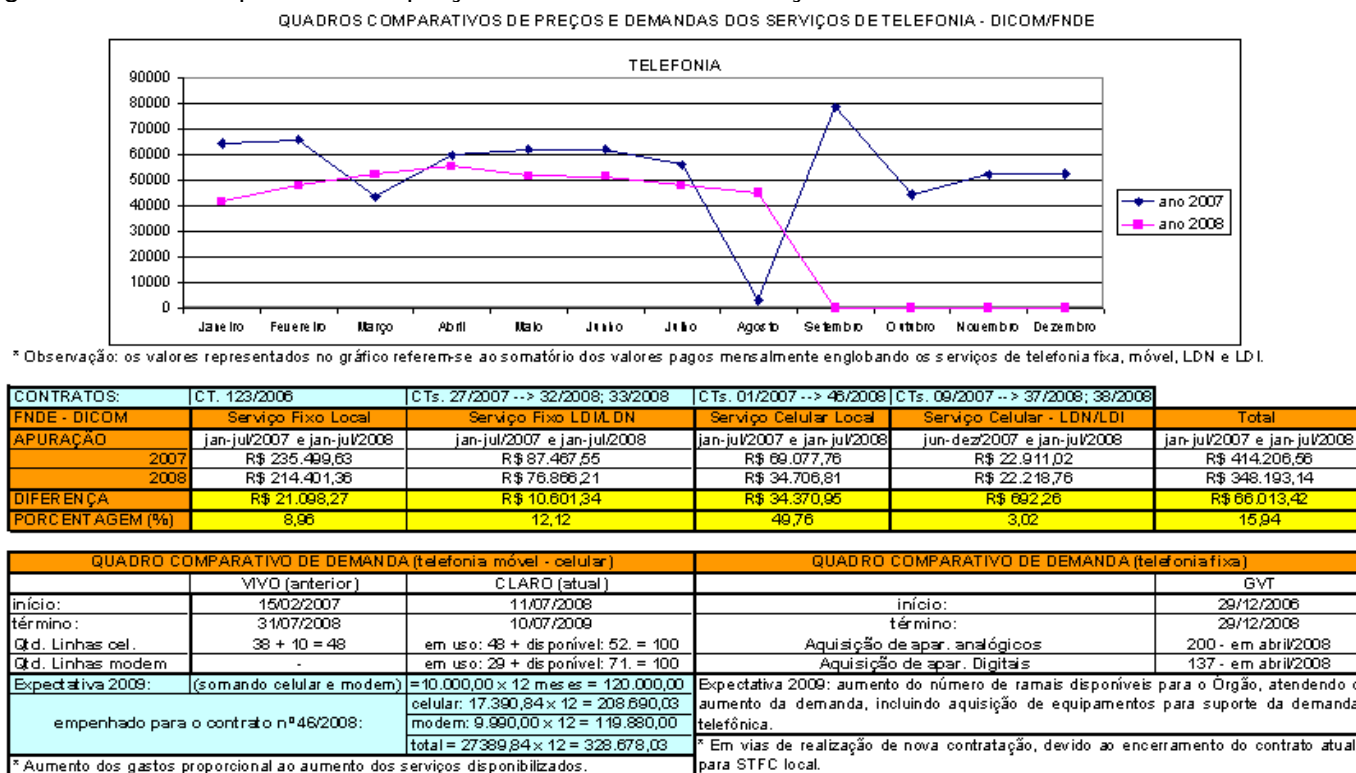 QUADROS COMPARATIVOS DE PREÇOS E DEMANDAS DOS SERVIÇOS DE TELEFONIA - DICOM/FNDE
TELEFONIA
90000
80000
70000
60000
50000
40000
30000
20000
10000
0
Janeiro Fevereiro Março Abril Maio Junho Julho Agosto Setembro Outubro Novembro Dezembro
ano 2007
ano 2008
* Observação: os valores representados no gráfico referem-se ao somatório dos valores pagos mensalmente englobando os serviços de telefonia fixa, móvel, LDN e LDI.
CONTRATOS: CT. 123/2006 CTs. 27/2007 --> 32/2008; 33/2008 CTs. 01/2007 --> 46/2008 CTs. 09/2007 --> 37/2008; 38/2008
FNDE - DICOM Serviço Fixo Local Serviço Fixo LDI/LDN Serviço Celular Local Serviço Celular - LDN/LDI Total
APURAÇÃO jan-jul/2007 e jan-jul/2008 jan-jul/2007 e jan-jul/2008 jan-jul/2007 e jan-jul/2008 jun-dez/2007 e jan-jul/2008 jan-jul/2007 e jan-jul/2008
2007 R$ 235.499,63 R$ 87.467,55 R$ 69.077,76 R$ 22.911,02 R$ 414.206,56
2008 R$ 214.401,36 R$ 76.866,21 R$ 34.706,81 R$ 22.218,76 R$ 348.193,14
DIFERENÇA R$ 21.098,27 R$ 10.601,34 R$ 34.370,95 R$ 692,26 R$ 66.013,42
PORCENTAGEM (%) 8,96 12,12 49,76 3,02 15,94
QUADRO COMPARATIVO DE DEMANDA (telefonia móvel - celular) QUADRO COMPARATIVO DE DEMANDA (telefonia fixa)
VIVO (anterior) CLARO (atual) GVT
início: 15/02/2007 11/07/2008 início: 29/12/2006
término: 31/07/2008 10/07/2009 término: 29/12/2008
Qtd. Linhas cel. 38 + 10 = 48 em uso: 48 + disponível: 52. = 100 Aquisição de apar. analógicos 200 - em abril/2008
Qtd. Linhas modem - em uso: 29 + disponível: 71. = 100 Aquisição de apar. Digitais 137 - em abril/2008
Expectativa 2009: (somando celular e modem) =10.000,00 x 12 meses = 120.000,00
empenhado para o contrato nº46/2008:
celular: 17.390,84 x 12 = 208.690,03
modem: 9.990,00 x 12 = 119.880,00
total = 27389,84 x 12 = 328.678,03
* Aumento dos gastos proporcional ao aumento dos serviços disponibilizados.
Expectativa 2009: aumento do número de ramais disponíveis para o Órgão, atendendo o
aumento da demanda, incluindo aquisição de equipamentos para suporte da demanda
telefônica.
* Em vias de realização de nova contratação, devido ao encerramento do contrato atual
para STFC local.